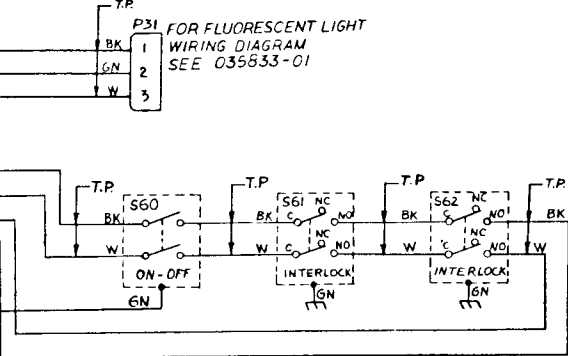 T.P.
P31
FOR FLUORESCENT LIGHT
BK 1
WIRING DIAGRAM
GN 2
SEE 035833-01
W 3
T.P. T.P T.P. T.P.
S60 S61 NC S62 NC
BK BK C NO BK C NO BK
NC NC
W W C NO W C NO W
ON-OFF INTERLOCK INTERLOCK
GN GN GN